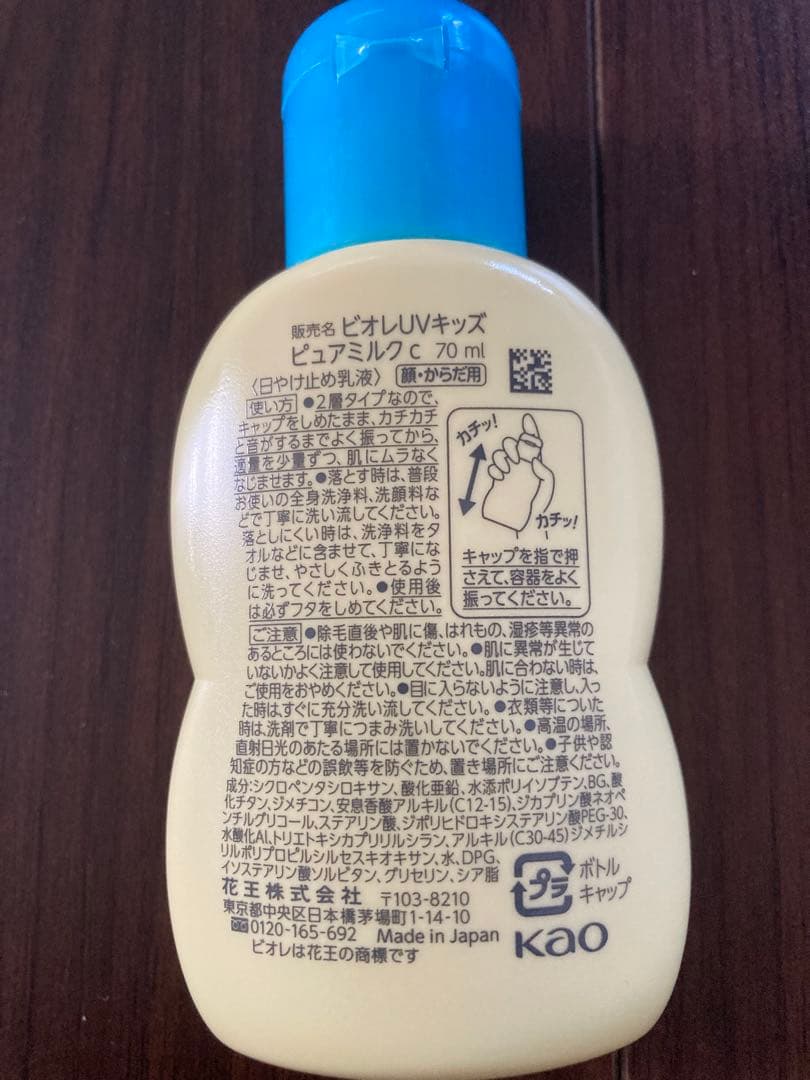 販売名 ビオレUVキッズ
ピュアミルク c 70 ml
〈日やけ止め乳液〉 顔・からだ用
使い方 ●2層タイプなので、
キャップをしめたまま、カチカチ
と音がするまでよく振ってから、
適量を少量ずつ、肌にムラなく
なじませます。●落とす時は、普段
お使いの全身洗浄料、洗顔料な
どで丁寧に洗い流してください。
落としにくい時は、洗浄料をタ
オルなどに含ませて、丁寧にな
じませ、やさしくふきとるよう
に洗ってください。●使用後
は必ずフタをしめてください。
カチッ!
カチッ!
キャップを指で押
さえて、容器をよく
振ってください。
ご注意 ●除毛直後や肌に傷、はれもの、湿疹等異常の
あるところには使わないでください。●肌に異常が生じて
いないかよく注意して使用してください。肌に合わない時は、
ご使用をおやめください。●目に入らないように注意し、入っ
た時は、すぐに充分洗い流してください。●衣類等についた
時は、洗剤で丁寧につまみ洗いしてください。●高温の場所、
直射日光のあたる場所には置かないでください。●子供や認
知症の方などの誤飲等を防ぐため、置き場所にご注意ください。
成分:シクロペンタシロキサン、酸化亜鉛、水添ポリイソブテン、BG、酸
化チタン、ジメチコン、安息香酸アルキル(C12-15)、ジカプリン酸ネオペ
ンチルグリコール、ステアリン酸、ジポリヒドロキシステアリン酸PEG-30、
水酸化Al、トリエトキシカプリリルシラン、アルキル(C30-45)ジメチルシ
リルポリプロピルシルセスキオキサン、水、DPG、
イソステアリン酸ソルビタン、グリセリン、シア脂
花王株式会社 〒103-8210
東京都中央区日本橋茅場町1-14-10
0120-165-692 Made in Japan
ビオレは花王の商標です
プラ
ボトル
キャップ
Kao